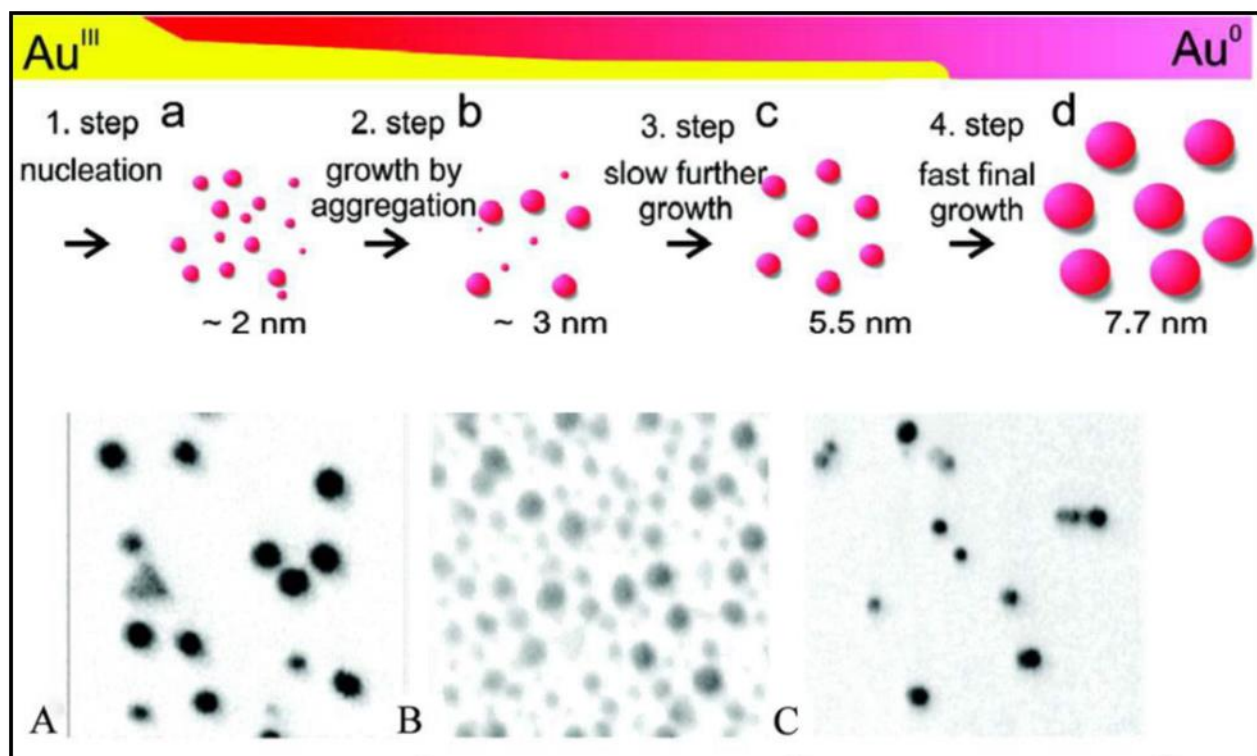 Au^III
Au^0
1. step a
nucleation
2. step b
growth by
aggregation
3. step c
slow further
growth
4. step d
fast final
growth
~ 2 nm
~ 3 nm
5.5 nm
7.7 nm
A
B
C